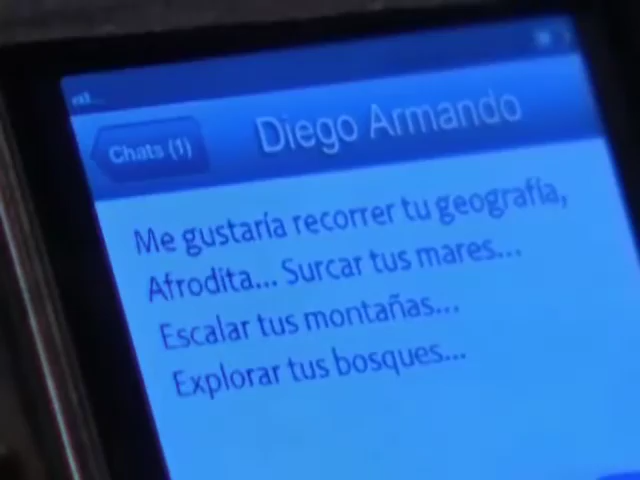 Chats (1)
Diego Armando
Me gustaría recorrer tu geografía,
Afrodita... Surcar tus mares...
Escalar tus montañas...
Explorar tus bosques...